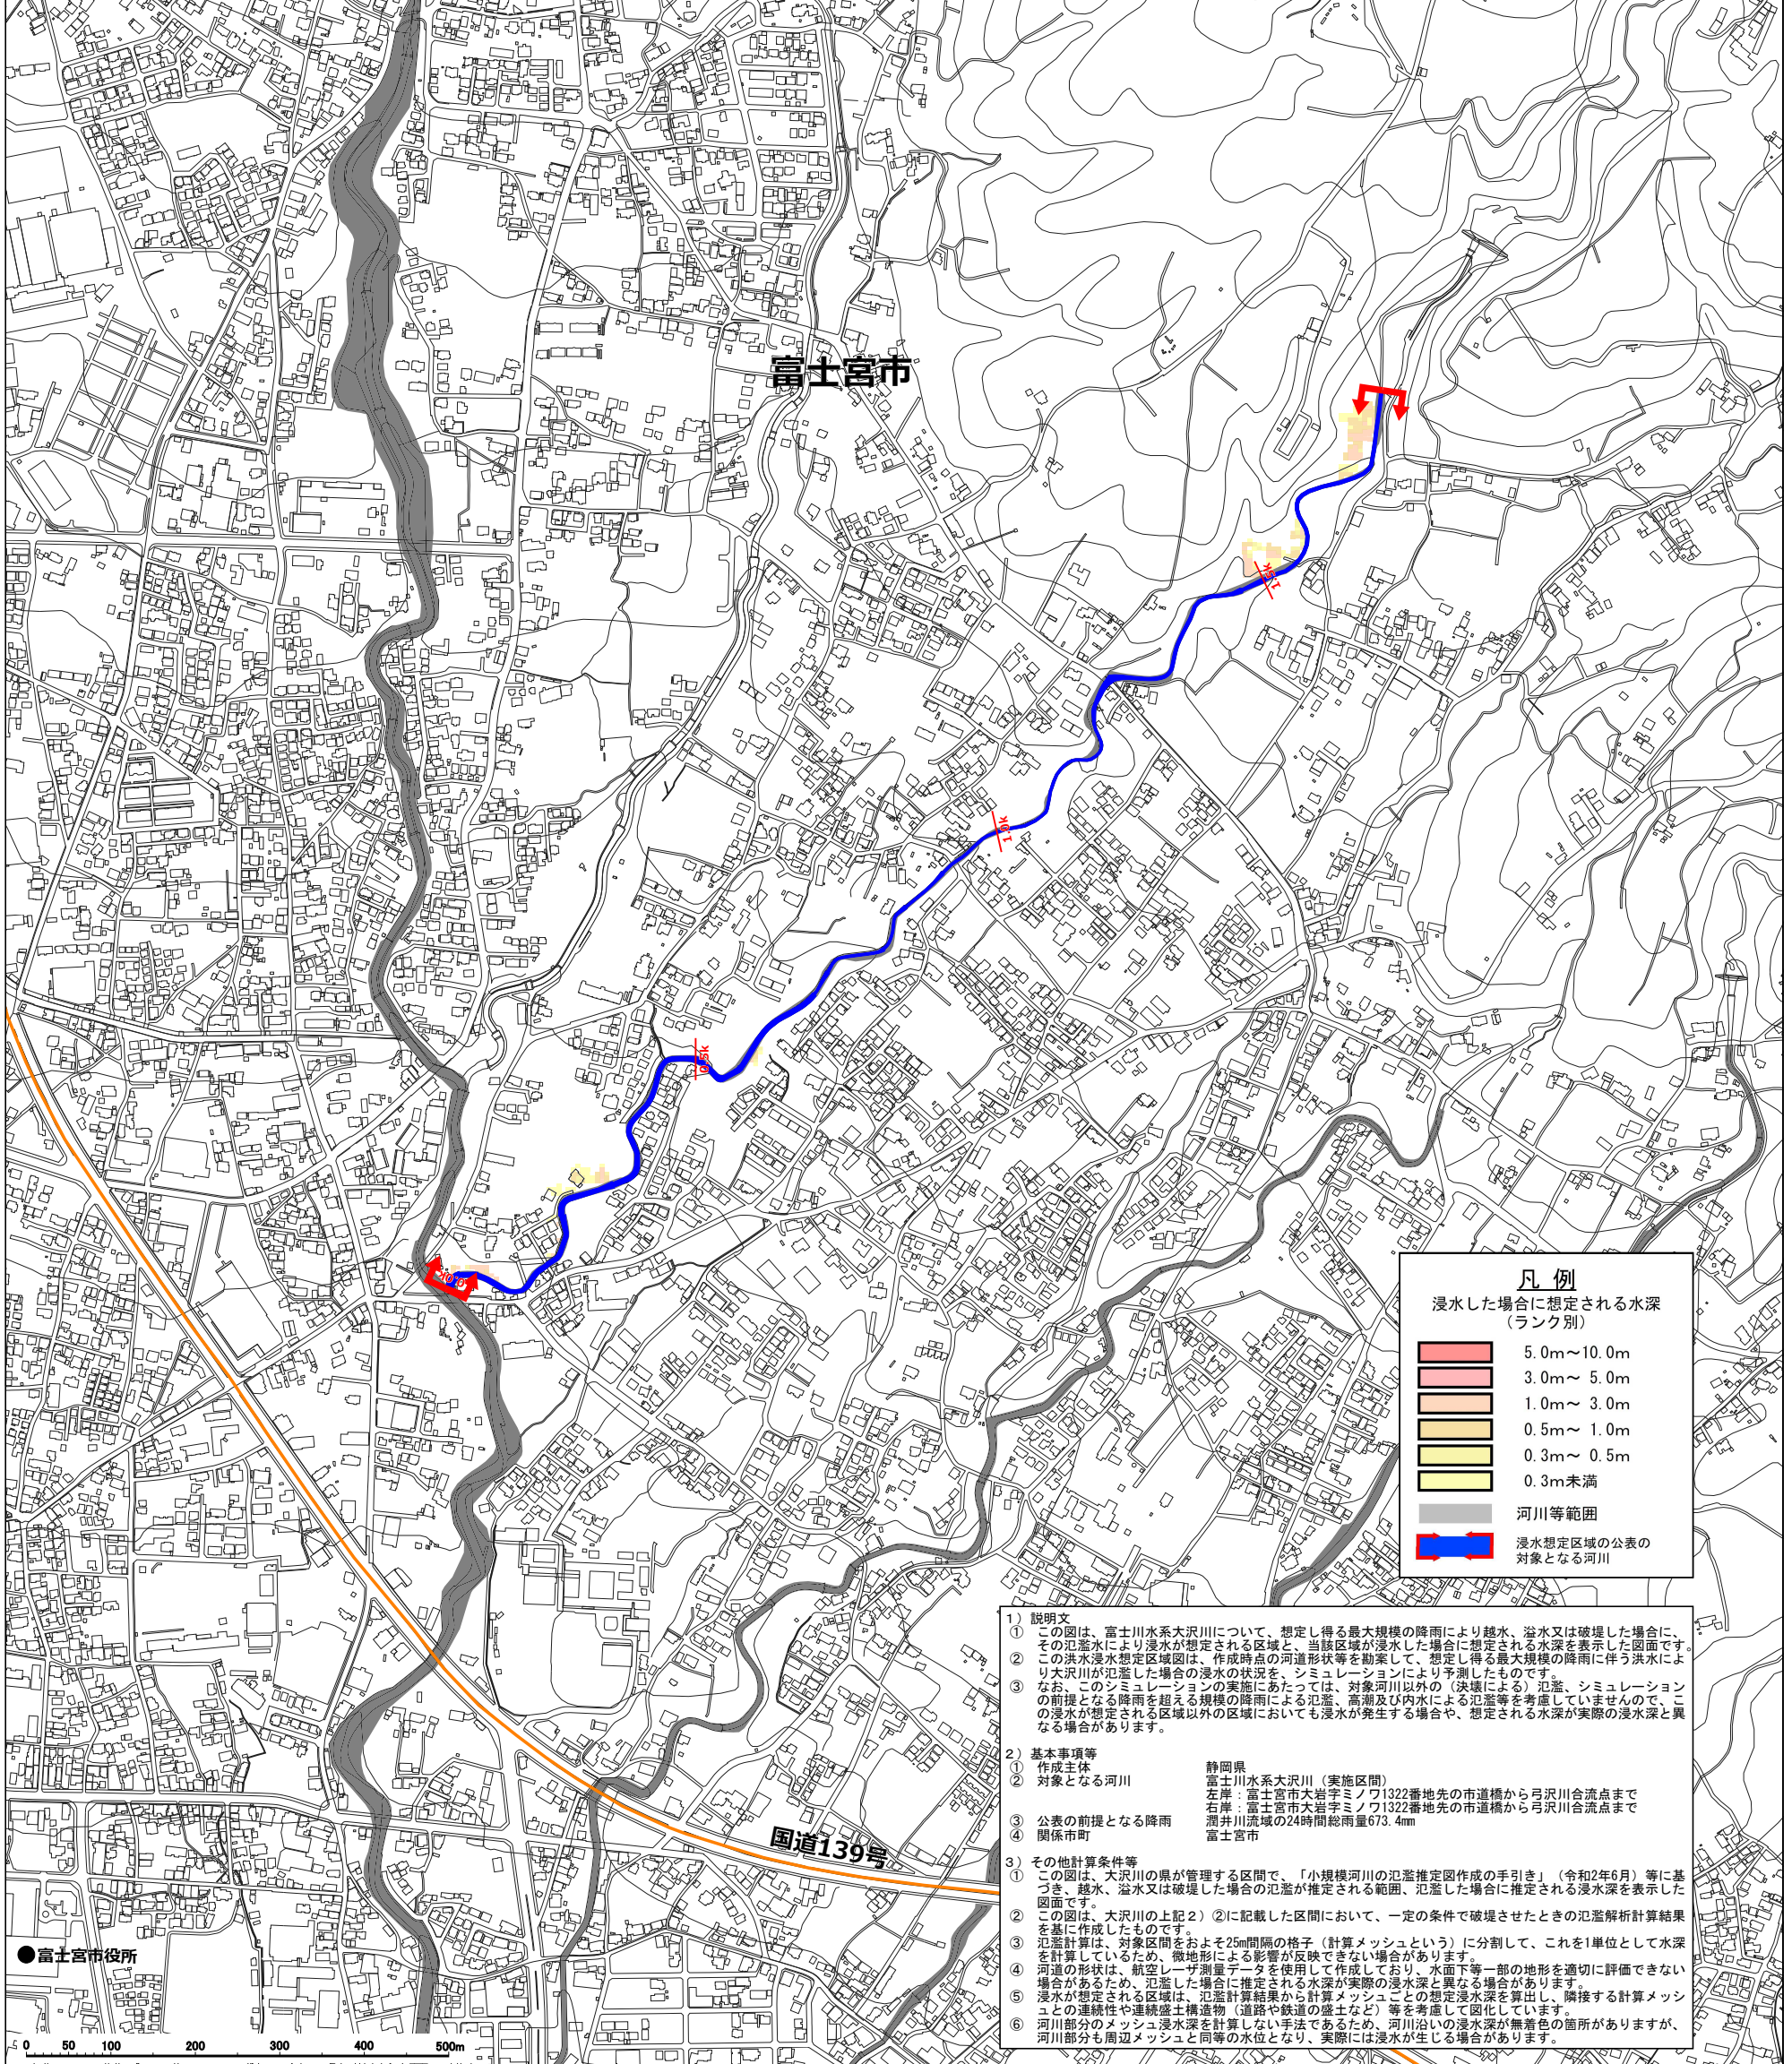 富士宮市
1.5k
1.0k
0.5k
0.0k
凡 例
浸水した場合に想定される水深
（ランク別）
5.0m～10.0m
3.0m～ 5.0m
1.0m～ 3.0m
0.5m～ 1.0m
0.3m～ 0.5m
0.3m未満
河川等範囲
浸水想定区域の公表の
対象となる河川
1）説明文
① この図は、富士川水系大沢川について、想定し得る最大規模の降雨により越水、溢水又は破堤した場合に、
その氾濫水により浸水が想定される区域と、当該区域が浸水した場合に想定される水深を表示した図面です。
② この洪水浸水想定区域図は、作成時点の河道形状等を勘案して、想定し得る最大規模の降雨に伴う洪水によ
り大沢川が氾濫した場合の浸水の状況を、シミュレーションにより予測したものです。
③ なお、このシミュレーションの実施にあたっては、対象河川以外の（決壊による）氾濫、シミュレーション
の前提となる降雨を超える規模の降雨による氾濫、高潮及び内水による氾濫等を考慮していませんので、こ
の浸水が想定される区域以外の区域においても浸水が発生する場合や、想定される水深が実際の浸水深と異
なる場合があります。
2）基本事項等
① 作成主体 静岡県
② 対象となる河川 富士川水系大沢川（実施区間）
左岸：富士宮市大岩字ミノワ1322番地先の市道橋から弓沢川合流点まで
右岸：富士宮市大岩字ミノワ1322番地先の市道橋から弓沢川合流点まで
③ 公表の前提となる降雨 潤井川流域の24時間総雨量673.4mm
④ 関係市町 富士宮市
3）その他計算条件等
① この図は、大沢川の県が管理する区間で、「小規模河川の氾濫推定図作成の手引き」（令和2年6月）等に基
づき、越水、溢水又は破堤した場合の氾濫が推定される範囲、氾濫した場合に推定される浸水深を表示した
図面です。
② この図は、大沢川の上記2）②に記載した区間において、一定の条件で破堤させたときの氾濫解析計算結果
を基に作成したものです。
③ 氾濫計算は、対象区間をおよそ25m間隔の格子（計算メッシュという）に分割して、これを1単位として水深
を計算しているため、微地形による影響が反映できない場合があります。
④ 河道の形状は、航空レーザ測量データを使用して作成しており、水面下等一部の地形を適切に評価できない
場合があるため、氾濫した場合に推定される水深が実際の浸水深と異なる場合があります。
⑤ 浸水が想定される区域は、氾濫計算結果から計算メッシュごとの想定浸水深を算出し、隣接する計算メッシ
ュとの連続性や連続盛土構造物（道路や鉄道の盛土など）等を考慮して図化しています。
⑥ 河川部分のメッシュ浸水深を計算しない手法であるため、河川沿いの浸水深が無着色の箇所がありますが、
河川部分も周辺メッシュと同等の水位となり、実際には浸水が生じる場合があります。
国道139号
●富士宮市役所
0 50 100 200 300 400 500m